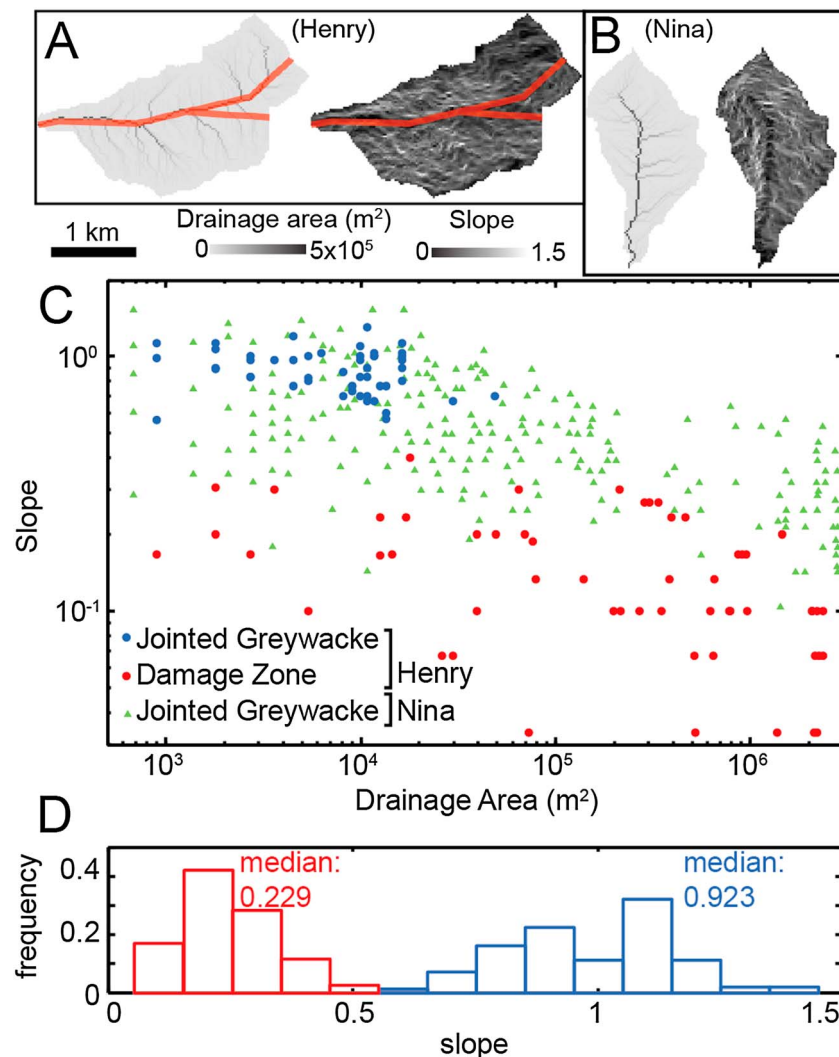 A (Henry)
B (Nina)
1 km
Drainage area (m²)
0 5x10⁵
Slope
0 1.5
C
Slope
10⁰
10⁻¹
Jointed Greywacke
Damage Zone
Henry
Jointed Greywacke
Nina
10³ 10⁴ 10⁵ 10⁶
Drainage Area (m²)
D
frequency
0.4
0.2
0
median:
0.229
median:
0.923
0 0.5 1 1.5
slope